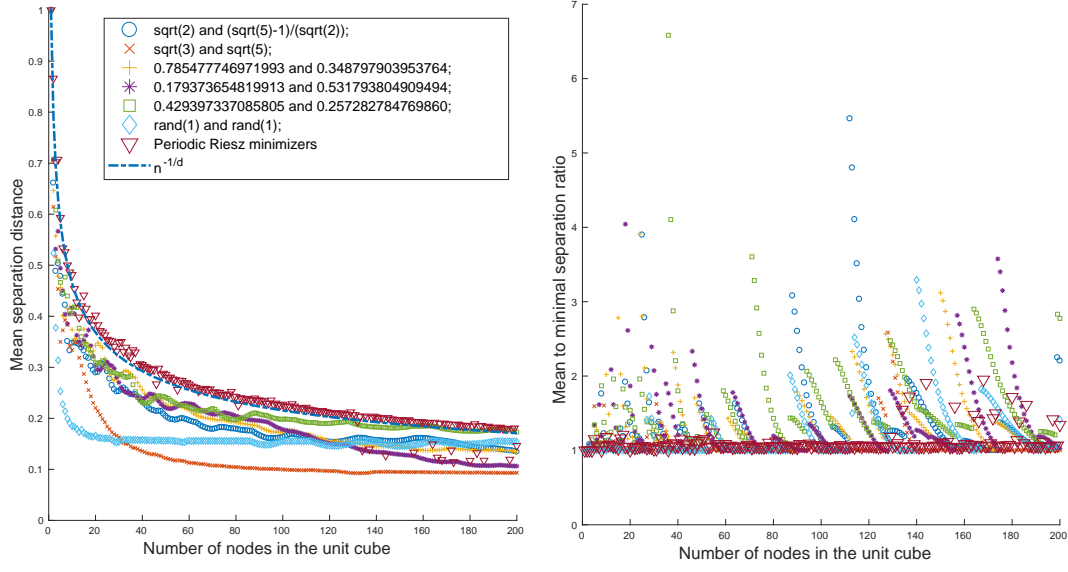 1
0.9
0.8
0.7
0.6
0.5
0.4
0.3
0.2
0.1
0
Mean separation distance
sqrt(2) and (sqrt(5)-1)/(sqrt(2));
sqrt(3) and sqrt(5);
0.785477746971993 and 0.348797903953764;
0.179373654819913 and 0.531793804909494;
0.429397337085805 and 0.257282784769860;
rand(1) and rand(1);
Periodic Riesz minimizers
n^-1/d
0 20 40 60 80 100 120 140 160 180 200
Number of nodes in the unit cube
7
6
5
4
3
2
1
0
Mean to minimal separation ratio
0 20 40 60 80 100 120 140 160 180 200
Number of nodes in the unit cube